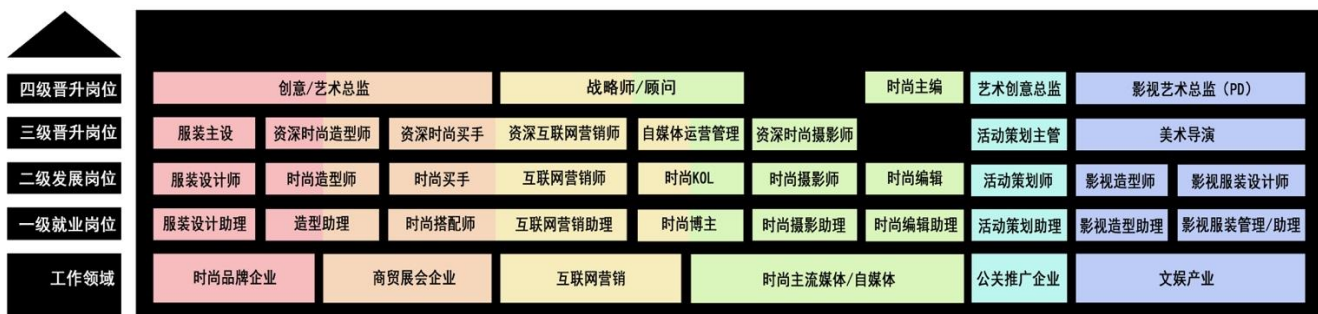 四级晋升岗位 创意/艺术总监 战略师/顾问 时尚主编 艺术创意总监 影视艺术总监（PD）
三级晋升岗位 服装主设 资深时尚造型师 资深时尚买手 资深互联网营销师 自媒体运营管理 资深时尚摄影师 活动策划主管 美术导演
二级发展岗位 服装设计师 时尚造型师 时尚买手 互联网营销师 时尚KOL 时尚摄影师 时尚编辑 活动策划师 影视造型师 影视服装设计师
一级就业岗位 服装设计助理 造型助理 时尚搭配师 互联网营销助理 时尚博主 时尚摄影助理 时尚编辑助理 活动策划助理 影视造型助理 影视服装管理/助理
工作领域 时尚品牌企业 商贸展会企业 互联网营销 时尚主流媒体/自媒体 公关推广企业 文娱产业